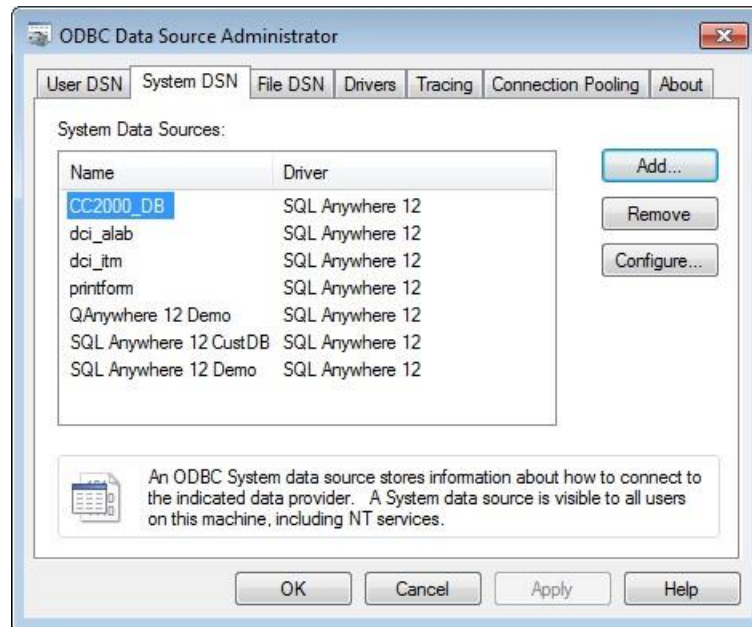 ODBC Data Source Administrator
User DSN System DSN File DSN Drivers Tracing Connection Pooling About
System Data Sources:
Name Driver
CC2000_DB SQL Anywhere 12
dci_alab SQL Anywhere 12
dci_itm SQL Anywhere 12
printform SQL Anywhere 12
QAnywhere 12 Demo SQL Anywhere 12
SQL Anywhere 12 CustDB SQL Anywhere 12
SQL Anywhere 12 Demo SQL Anywhere 12
Add...
Remove
Configure...
An ODBC System data source stores information about how to connect to
the indicated data provider. A System data source is visible to all users
on this machine, including NT services.
OK Cancel Apply Help